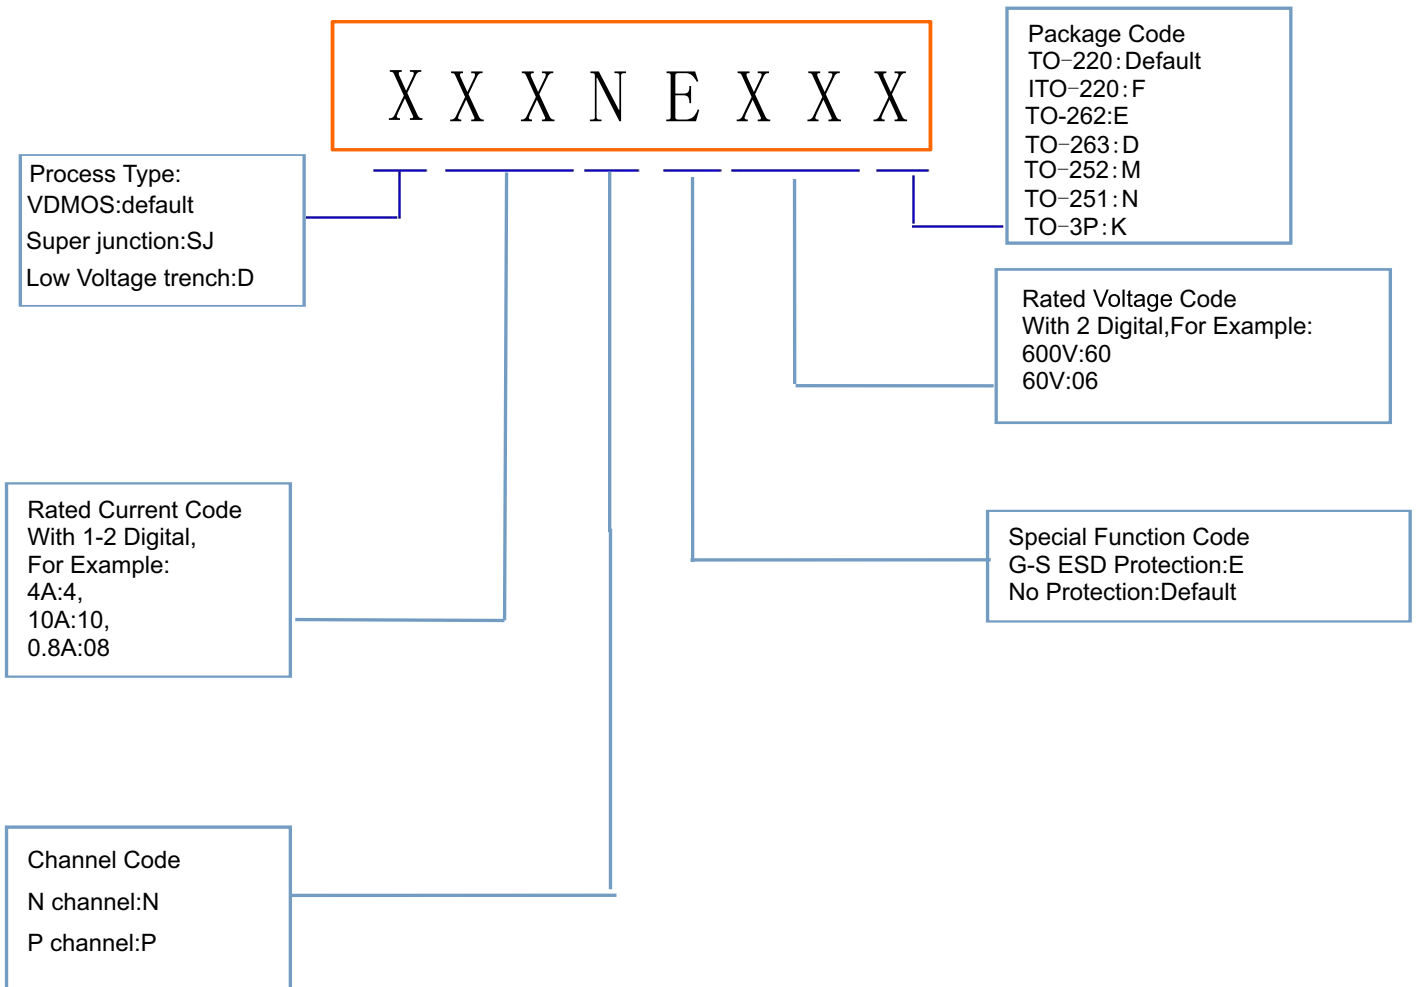 X X X N E X X X
Process Type:
VDMOS:default
Super junction:SJ
Low Voltage trench:D
Package Code
TO-220:Default
ITO-220:F
TO-262:E
TO-263:D
TO-252:M
TO-251:N
TO-3P:K
Rated Voltage Code
With 2 Digital,For Example:
600V:60
60V:06
Rated Current Code
With 1-2 Digital,
For Example:
4A:4,
10A:10,
0.8A:08
Special Function Code
G-S ESD Protection:E
No Protection:Default
Channel Code
N channel:N
P channel:P